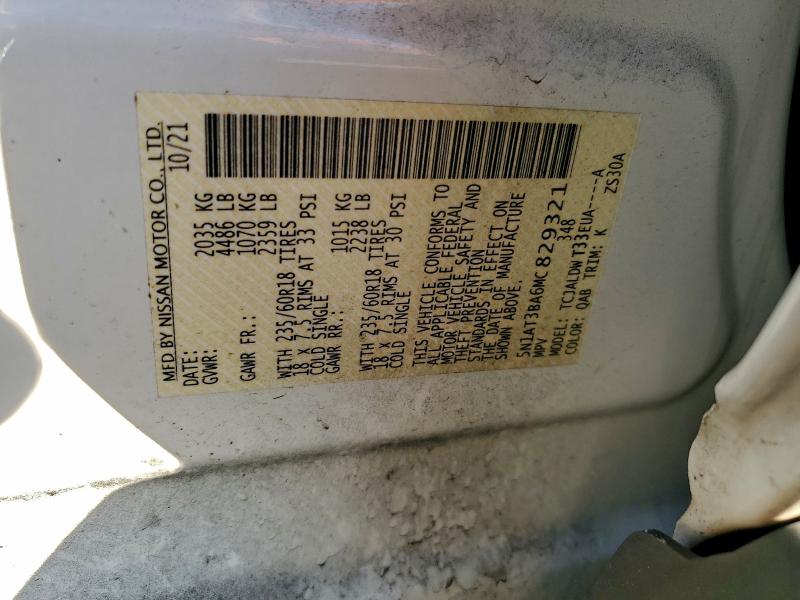 MFD BY NISSAN MOTOR CO., LTD.
DATE: 10/21
GVWR: 2035 KG
4486 LB
GAWR FR.: 1070 KG
2359 LB
WITH 235/60R18 TIRES
18 X 7.5 RIMS AT 33 PSI
COLD SINGLE
GAWR RR.: 1015 KG
2238 LB
WITH 235/60R18 TIRES
18 X 7.5 RIMS AT 30 PSI
COLD SINGLE
THIS VEHICLE CONFORMS TO
ALL APPLICABLE FEDERAL
MOTOR VEHICLE SAFETY AND
THEFT PREVENTION
STANDARDS IN EFFECT ON
THE DATE OF MANUFACTURE
SHOWN ABOVE.
5N1AT3BA6MC829321
MPV 348
MODEL: TCJALDWT33EUA-----A
COLOR: QAB TRIM: K ZS30A